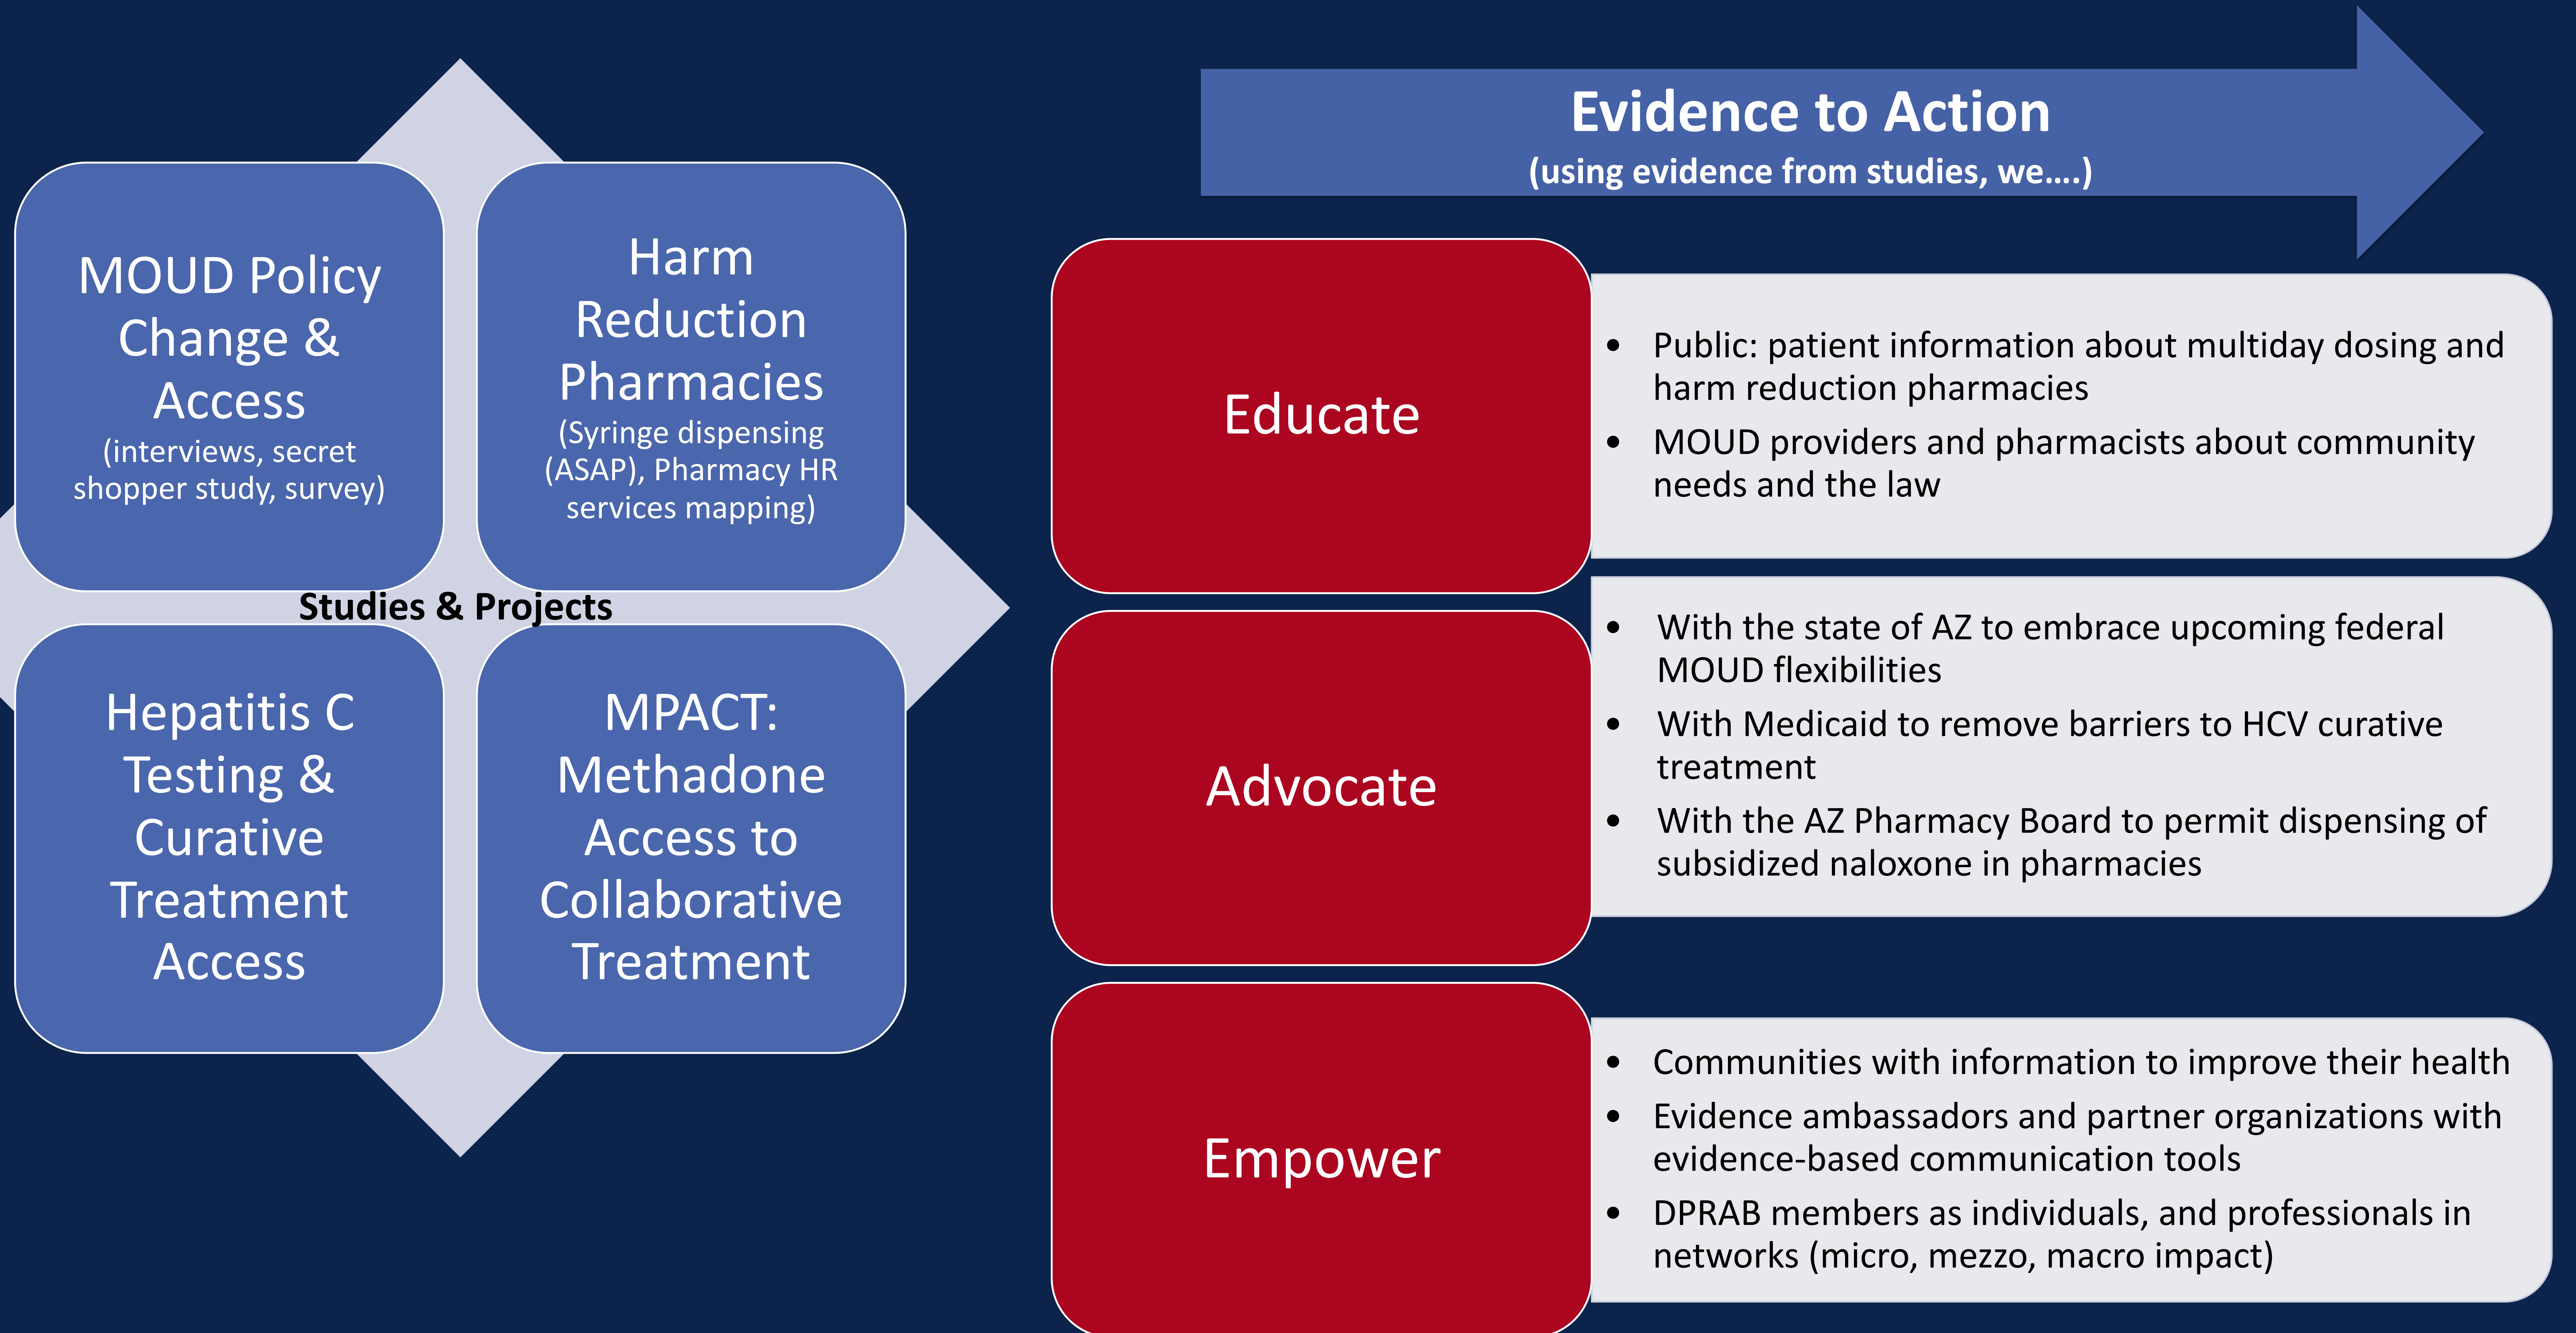 MOUD Policy
Change &
Access
(interviews, secret
shopper study, survey)
Harm
Reduction
Pharmacies
(Syringe dispensing
(ASAP), Pharmacy HR
services mapping)
Studies & Projects
Hepatitis C
Testing &
Curative
Treatment
Access
MPACT:
Methadone
Access to
Collaborative
Treatment
Evidence to Action
(using evidence from studies, we....)
Educate
• Public: patient information about multiday dosing and
harm reduction pharmacies
• MOUD providers and pharmacists about community
needs and the law
Advocate
• With the state of AZ to embrace upcoming federal
MOUD flexibilities
• With Medicaid to remove barriers to HCV curative
treatment
• With the AZ Pharmacy Board to permit dispensing of
subsidized naloxone in pharmacies
Empower
• Communities with information to improve their health
• Evidence ambassadors and partner organizations with
evidence-based communication tools
• DPRAB members as individuals, and professionals in
networks (micro, mezzo, macro impact)